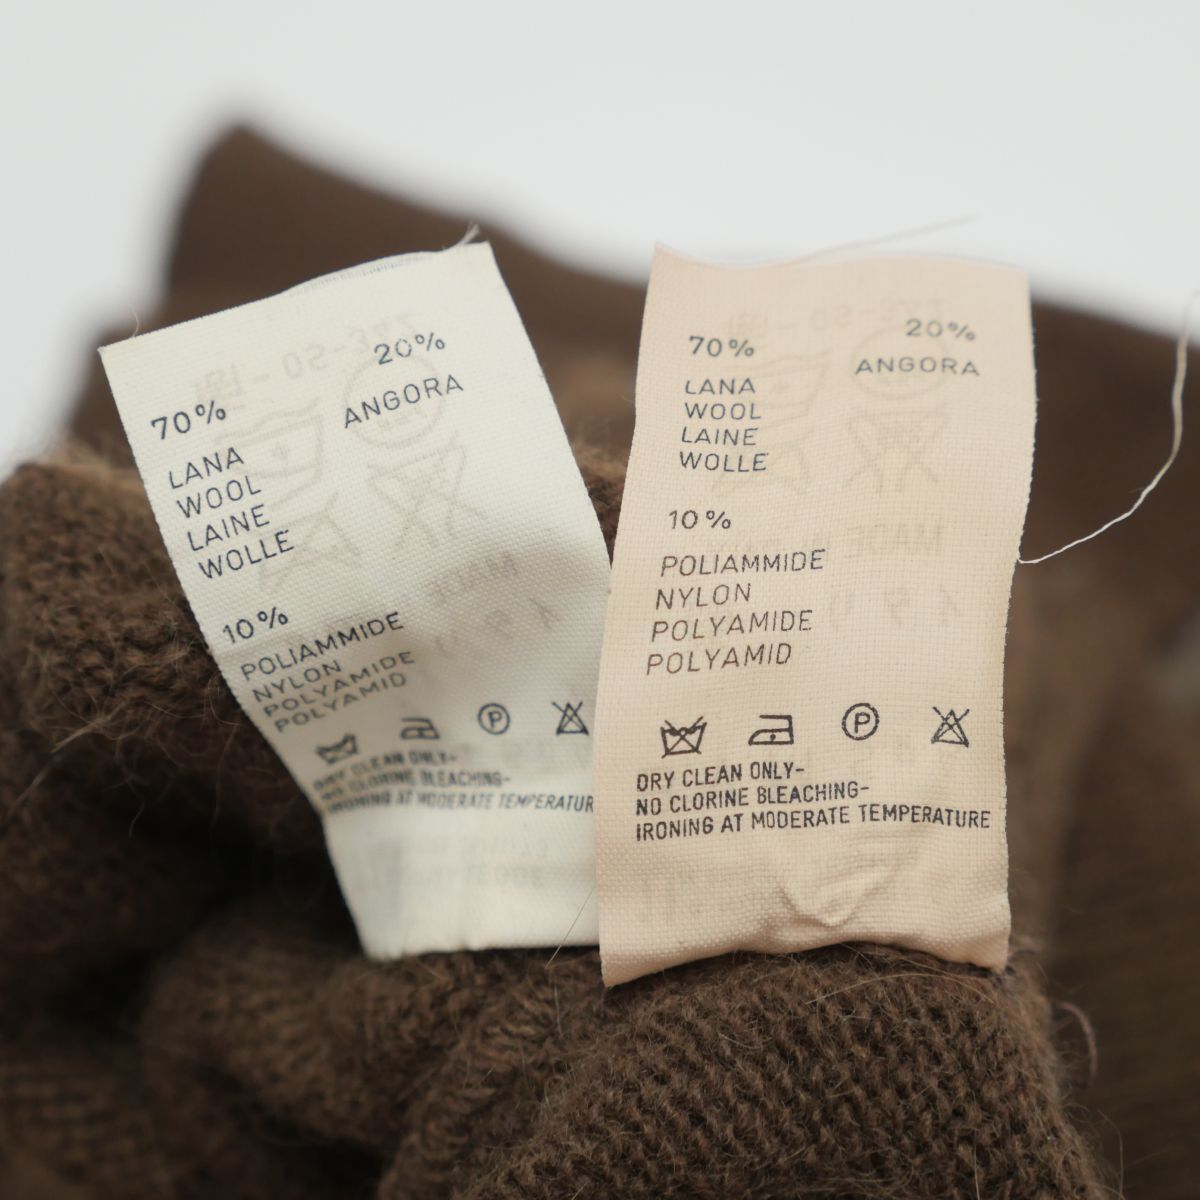 70%
20%
ANGORA
LANA
WOOL
LAINE
WOLLE
10%
POLIAMMIDE
NYLON
POLYAMIDE
POLYAMID
P
DRY CLEAN ONLY-
NO CLORINE BLEACHING-
IRONING AT MODERATE TEMPERATUR
70%
20%
ANGORA
LANA
WOOL
LAINE
WOLLE
10%
POLIAMMIDE
NYLON
POLYAMIDE
POLYAMID
P
DRY CLEAN ONLY-
NO CLORINE BLEACHING-
IRONING AT MODERATE TEMPERATURE